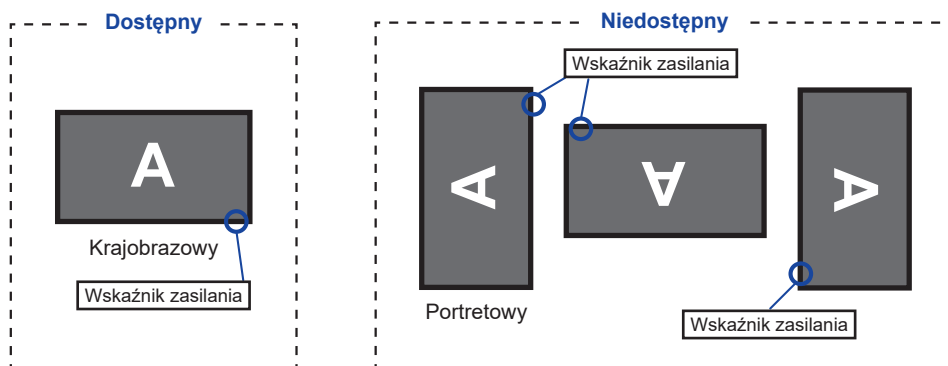 Dostępny
A
Krajobrazowy
Wskaźnik zasilania
Niedostępny
Wskaźnik zasilania
A
A
A
Portretowy
Wskaźnik zasilania